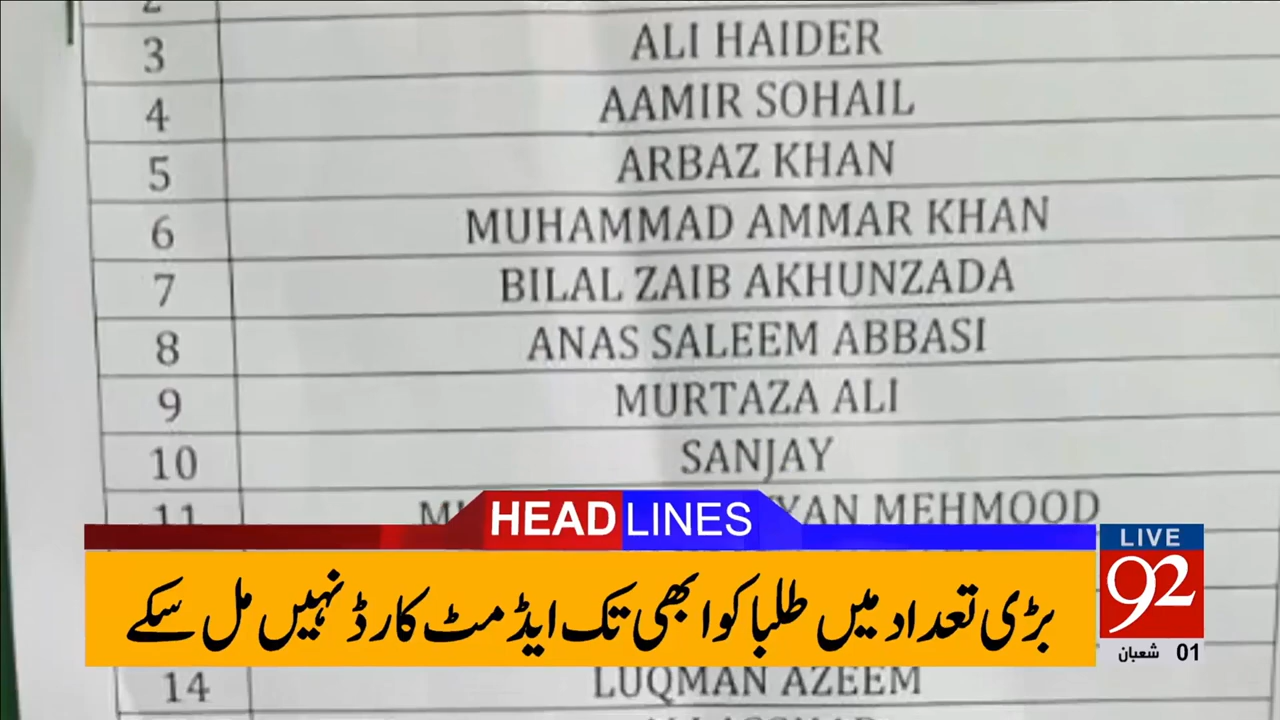 3 ALI HAIDER
4 AAMIR SOHAIL
5 ARBAZ KHAN
6 MUHAMMAD AMMAR KHAN
7 BILAL ZAIB AKHUNZADA
8 ANAS SALEEM ABBASI
9 MURTAZA ALI
10 SANJAY
11 MEHMOOD
HEADLINES
LIVE
92
بڑی تعداد میں طلبا کو ابھی تک ایڈمٹ کارڈ نہیں مل سکے
01 شعبان
14 LUQMAN AZEEM